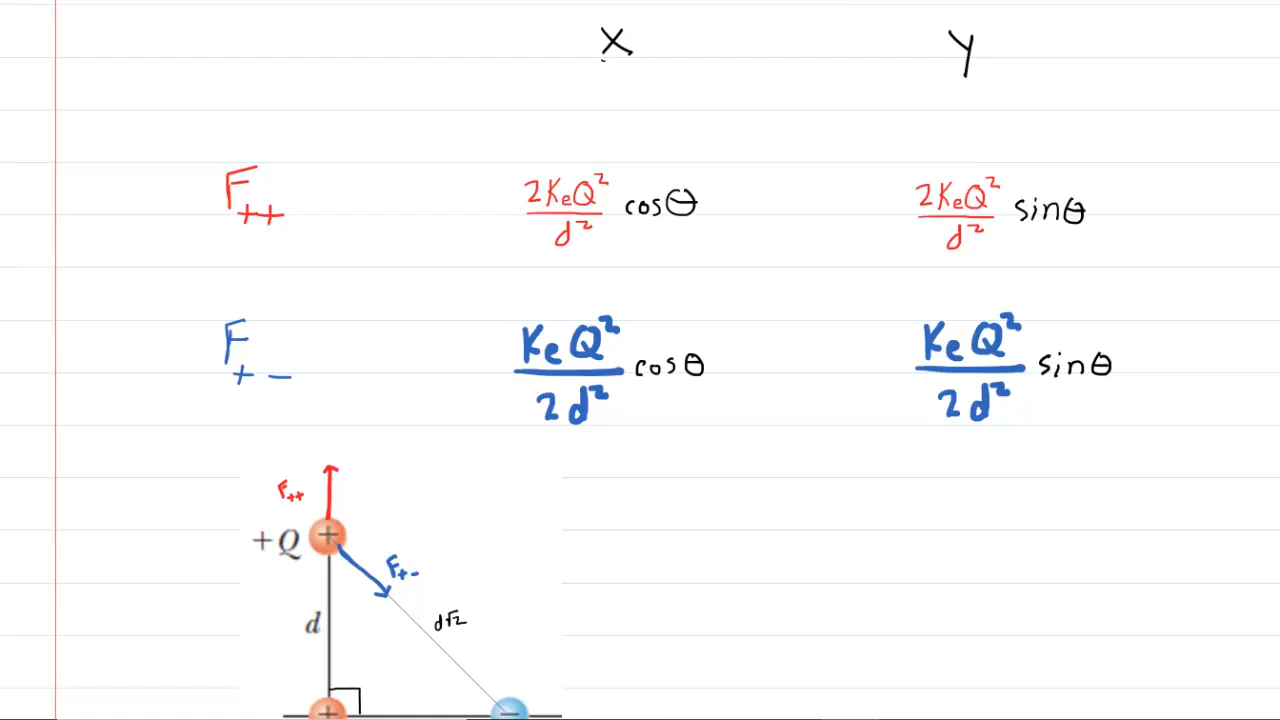 X Y
F++ 2KeQ²/d² cosθ 2KeQ²/d² sinθ
F+- KeQ²/2d² cosθ KeQ²/2d² sinθ
F++
+Q +
F+-
d d√2
+ −